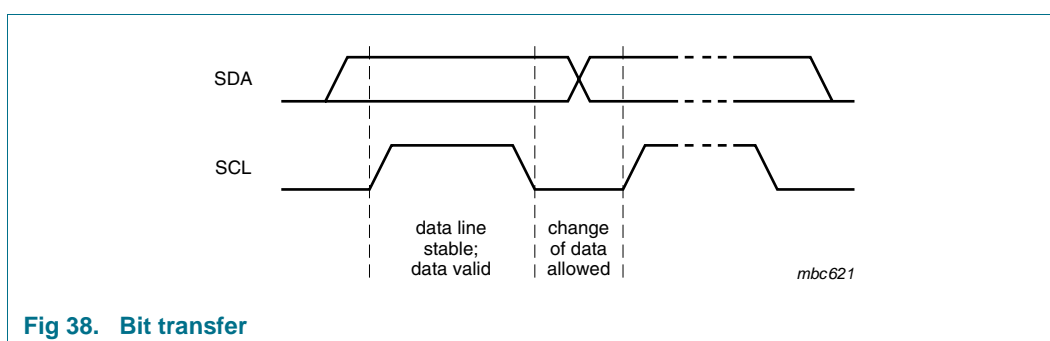 SDA
SCL
data line
stable;
data valid
change
of data
allowed
mbc621
Fig 38. Bit transfer